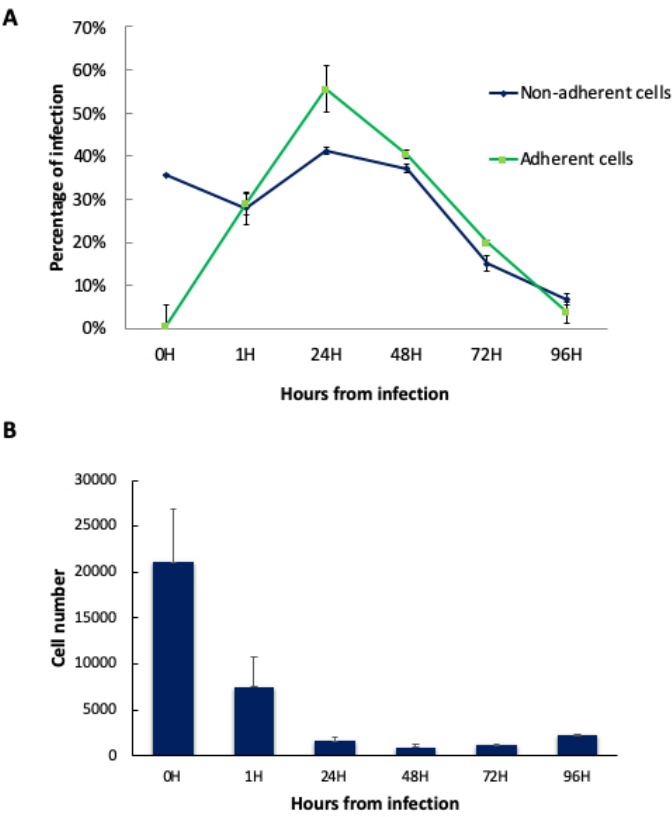 A
70%
60%
50%
40%
30%
20%
10%
0%
Percentage of infection
Non-adherent cells
Adherent cells
0H 1H 24H 48H 72H 96H
Hours from infection
B
30000
25000
20000
15000
10000
5000
0
Cell number
0H 1H 24H 48H 72H 96H
Hours from infection